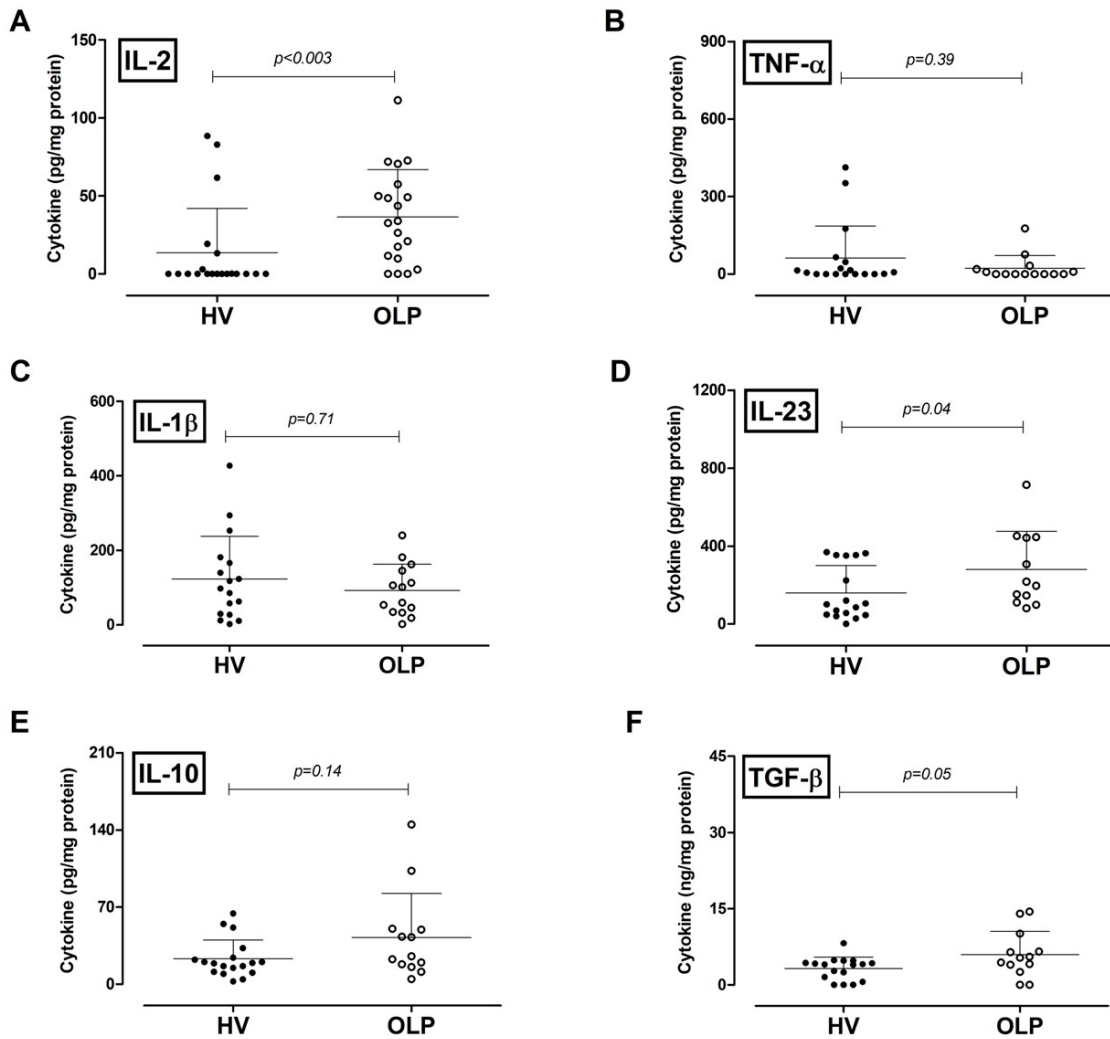 A
IL-2
p<0.003
Cytokine (pg/mg protein)
150
100
50
0
HV
OLP
B
TNF-α
p=0.39
Cytokine (pg/mg protein)
900
600
300
0
HV
OLP
C
IL-1β
p=0.71
Cytokine (pg/mg protein)
600
400
200
0
HV
OLP
D
IL-23
p=0.04
Cytokine (pg/mg protein)
1200
800
400
0
HV
OLP
E
IL-10
p=0.14
Cytokine (pg/mg protein)
210
140
70
0
HV
OLP
F
TGF-β
p=0.05
Cytokine (ng/mg protein)
45
30
15
0
HV
OLP